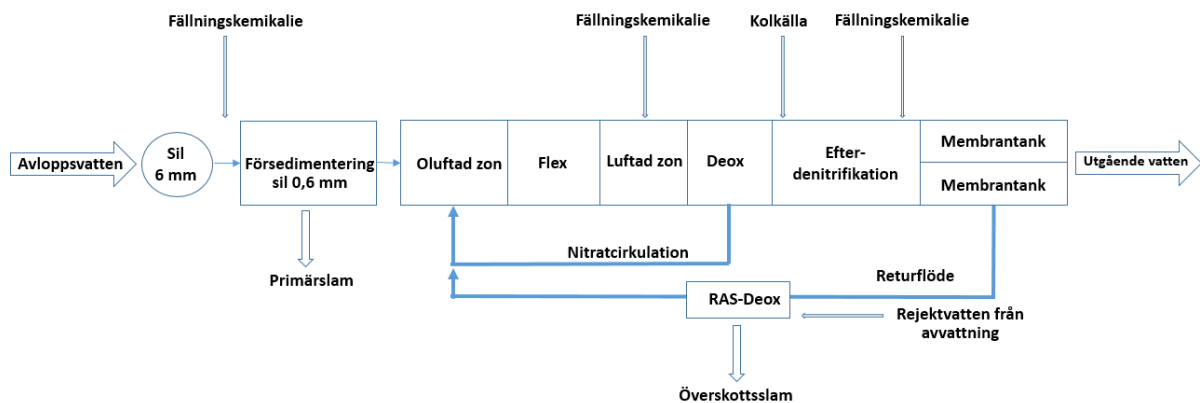 Fällningskemikalie
Fällningskemikalie
Kolkälla
Fällningskemikalie
Avloppsvatten
Sil
6 mm
Försedimentering
sil 0,6 mm
Oluftad zon
Flex
Luftad zon
Deox
Efter-
denitrifikation
Membrantank
Membrantank
Utgående vatten
Nitratcirkulation
Primärslam
Returflöde
RAS-Deox
Rejektvatten från
avvattning
Överskottsslam